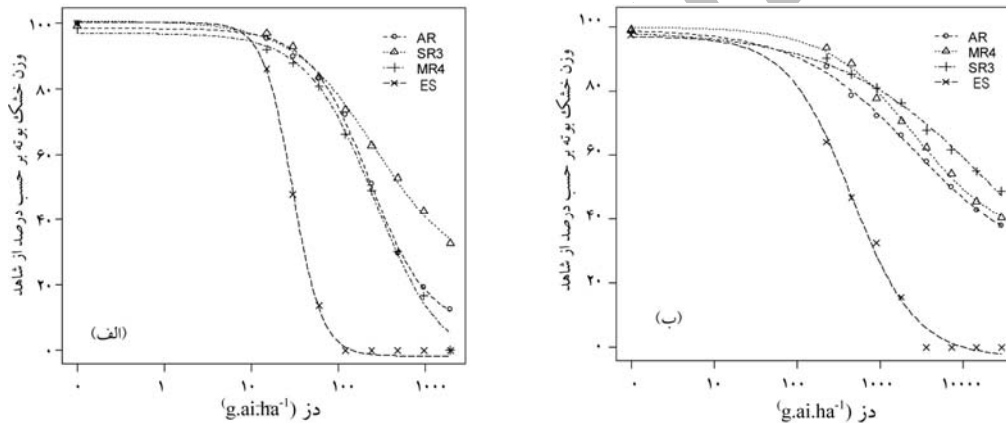 وزن خشک بوته بر حسب درصد از شاهد
۱۰۰
۸۰
۶۰
۴۰
۲۰
۰
AR
SR3
MR4
ES
(الف)
۰ ۱ ۱۰ ۱۰۰ ۱۰۰۰
دز (g.ai.ha⁻¹)
وزن خشک بوته بر حسب درصد از شاهد
۱۰۰
۸۰
۶۰
۴۰
۲۰
۰
AR
MR4
SR3
ES
(ب)
۰ ۱۰ ۱۰۰ ۱۰۰۰ ۱۰۰۰۰
دز (g.ai.ha⁻¹)